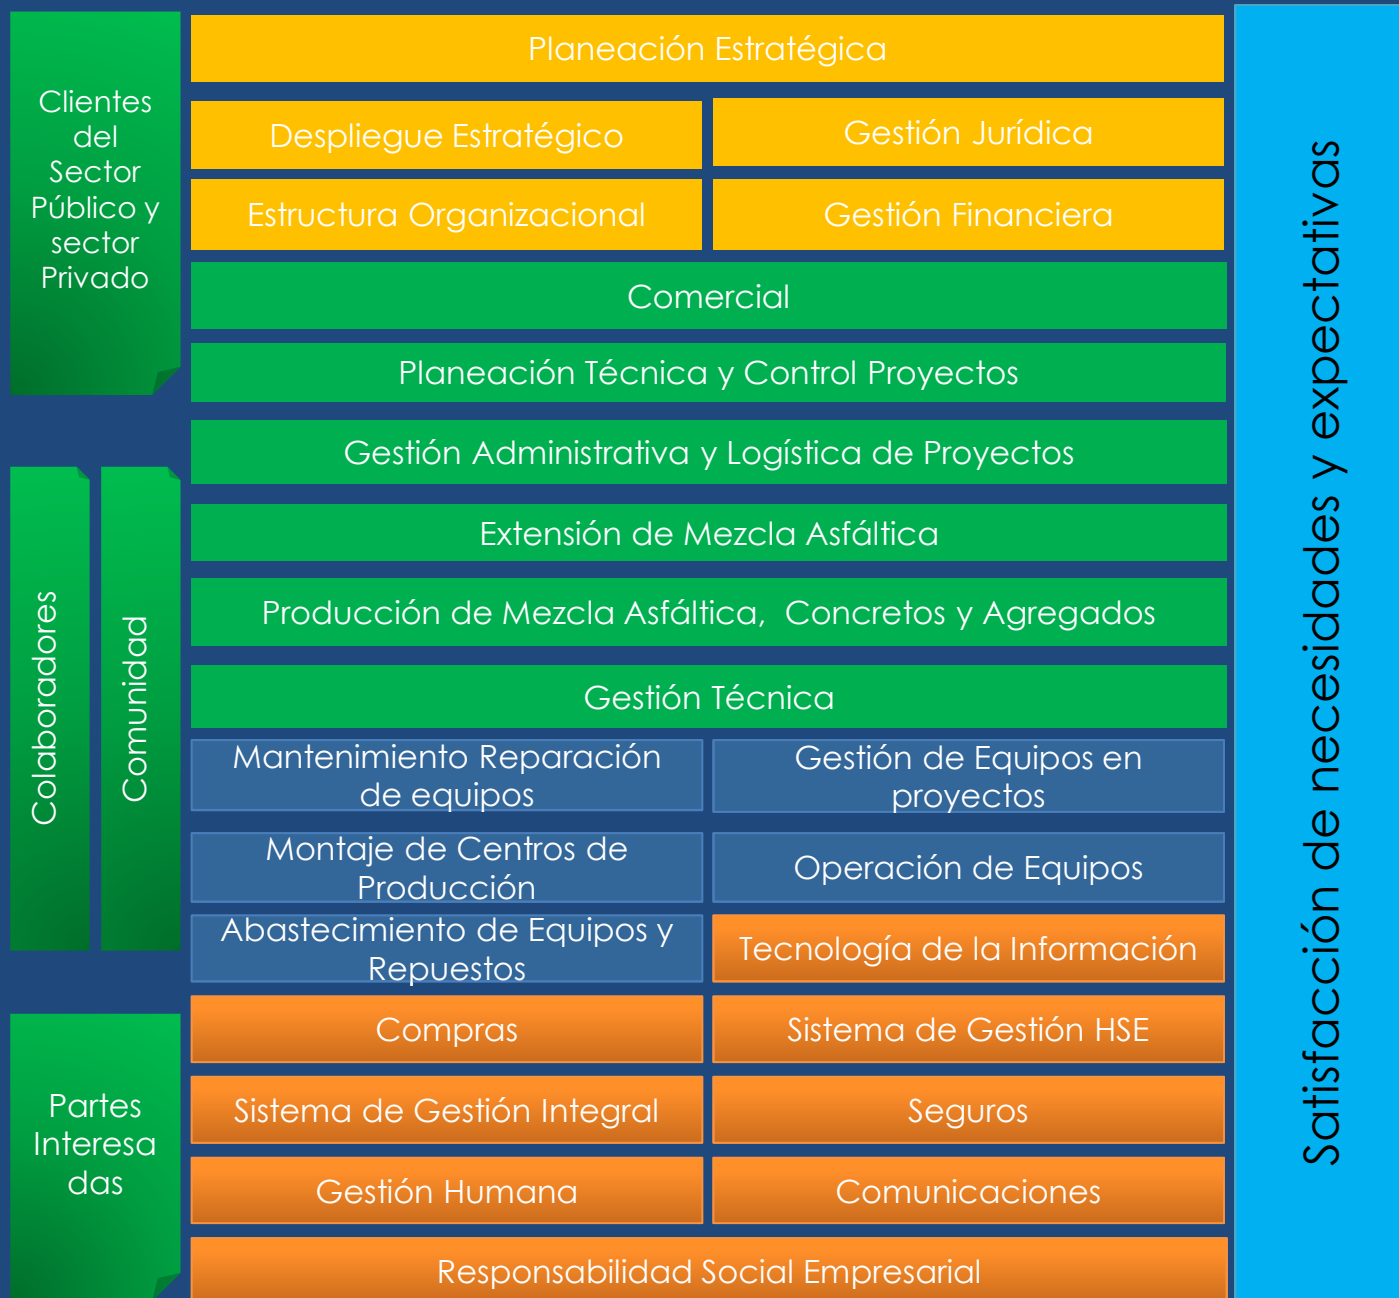 Clientes
del
Sector
Público y
sector
Privado
Colaboradores
Comunidad
Partes
Interesa
das
Planeación Estratégica
Despliegue Estratégico
Gestión Jurídica
Estructura Organizacional
Gestión Financiera
Comercial
Planeación Técnica y Control Proyectos
Gestión Administrativa y Logística de Proyectos
Extensión de Mezcla Asfáltica
Producción de Mezcla Asfáltica,  Concretos y Agregados
Gestión Técnica
Mantenimiento Reparación
de equipos
Gestión de Equipos en
proyectos
Montaje de Centros de
Producción
Operación de Equipos
Abastecimiento de Equipos y
Repuestos
Tecnología de la Información
Compras
Sistema de Gestión HSE
Sistema de Gestión Integral
Seguros
Gestión Humana
Comunicaciones
Responsabilidad Social Empresarial
Satisfacción de necesidades y expectativas